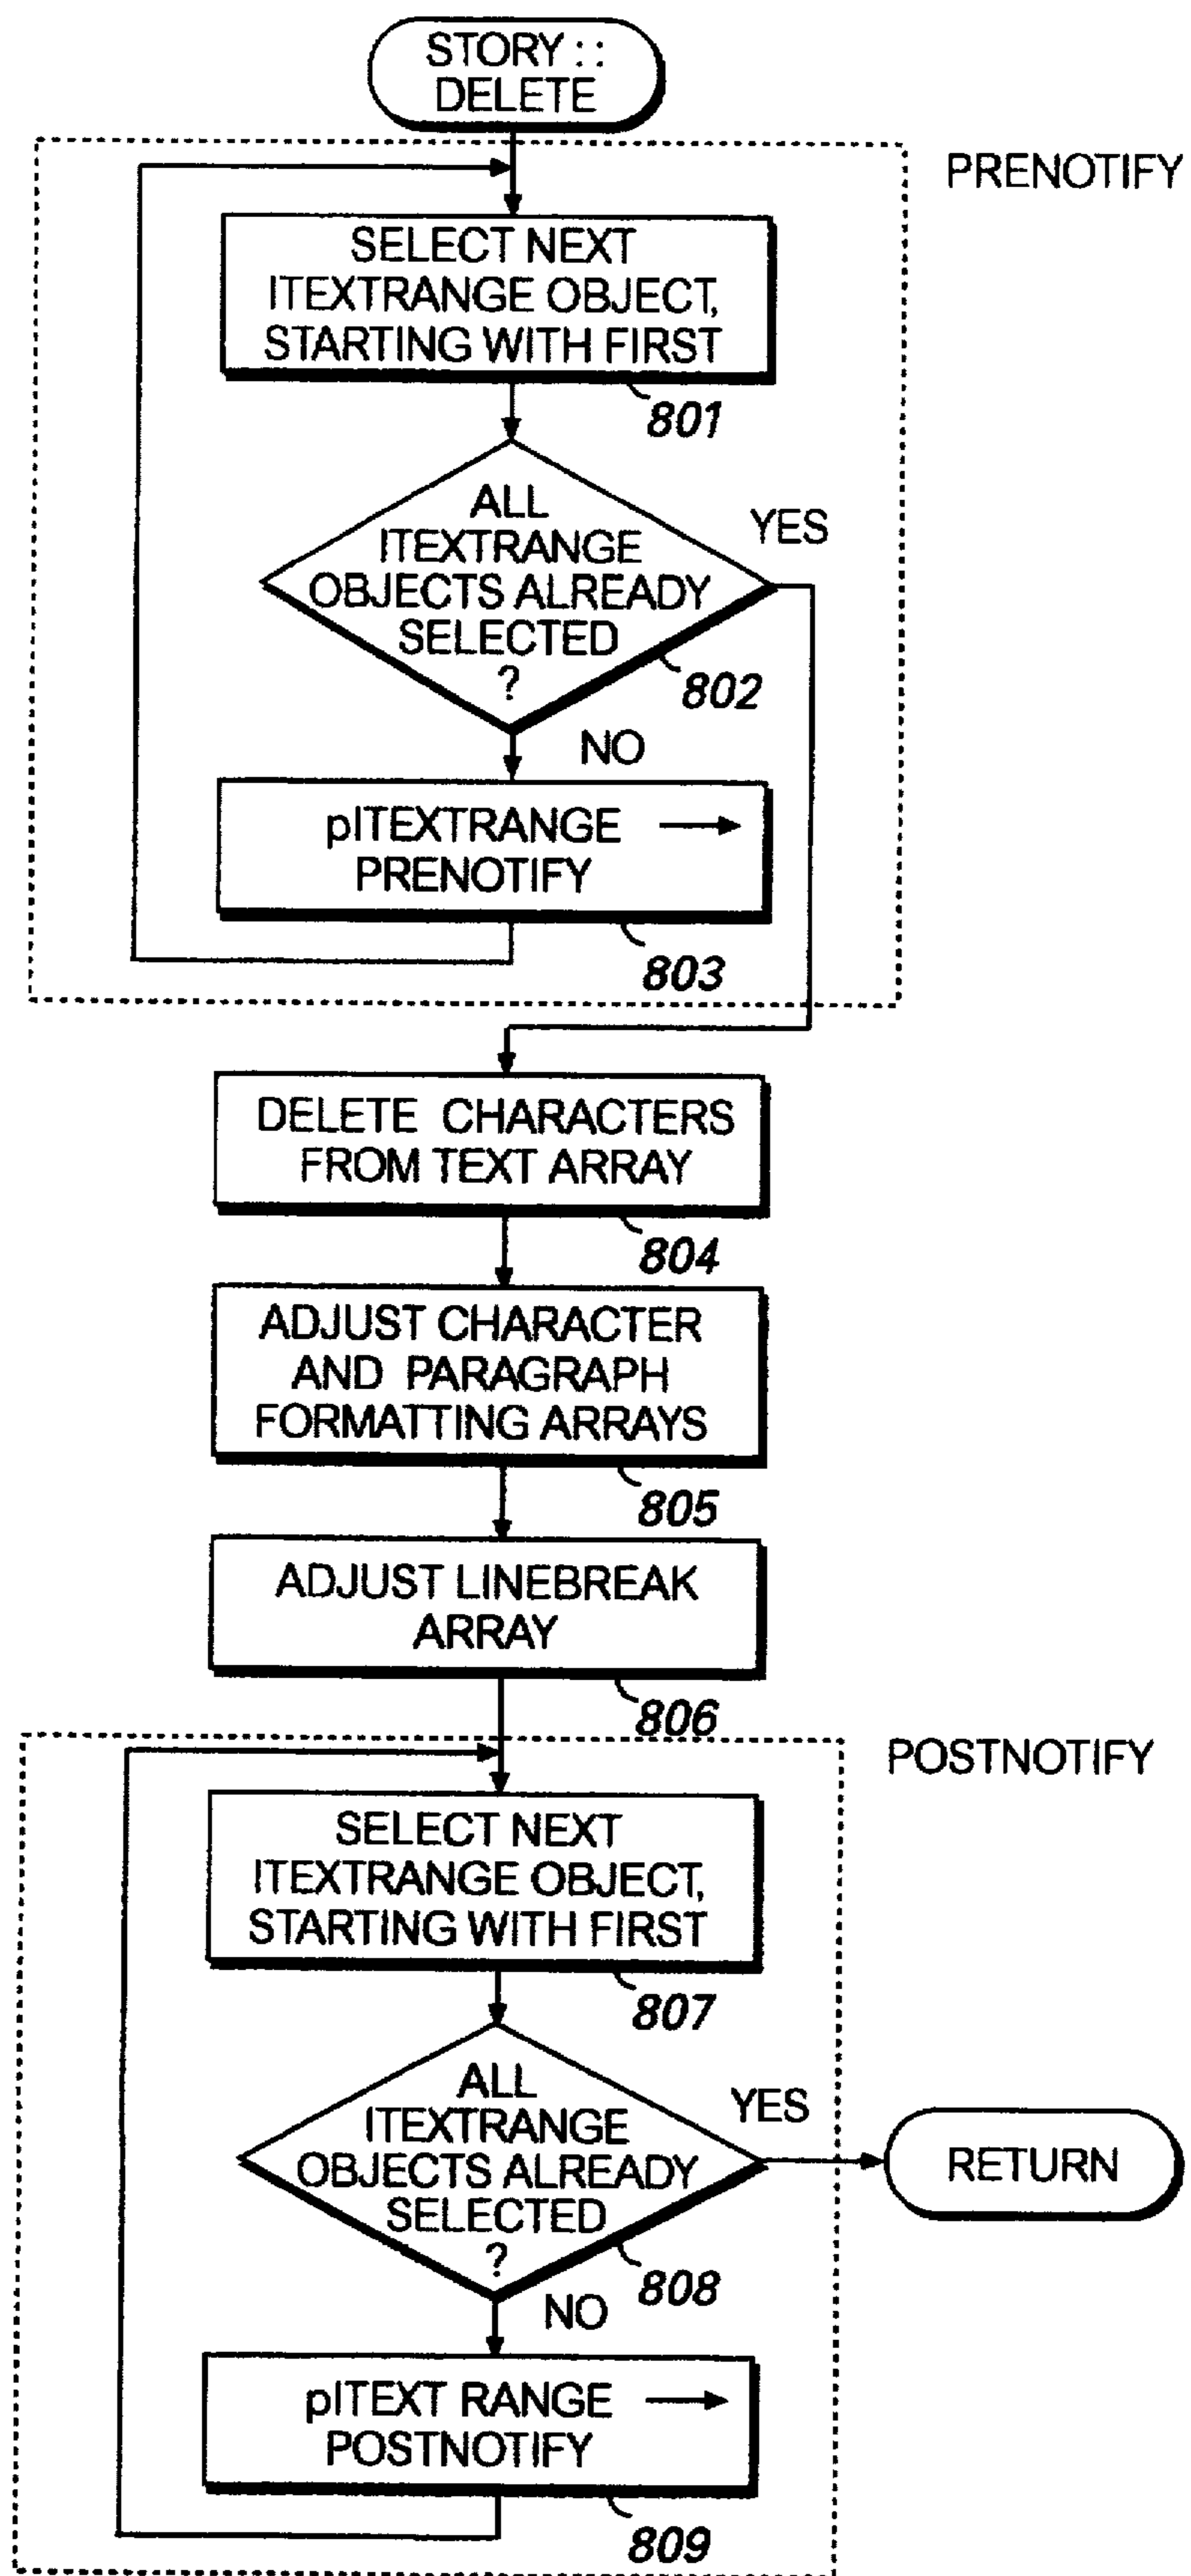 STORY ::
DELETE
PRENOTIFY
SELECT NEXT
ITEXTRANGE OBJECT,
STARTING WITH FIRST
801
ALL
ITEXTRANGE
OBJECTS ALREADY
SELECTED
?
YES
802
NO
pITEXTRANGE →
PRENOTIFY
803
DELETE CHARACTERS
FROM TEXT ARRAY
804
ADJUST CHARACTER
AND PARAGRAPH
FORMATTING ARRAYS
805
ADJUST LINEBREAK
ARRAY
806
POSTNOTIFY
SELECT NEXT
ITEXTRANGE OBJECT,
STARTING WITH FIRST
807
ALL
ITEXTRANGE
OBJECTS ALREADY
SELECTED
?
YES
RETURN
808
NO
pITEXT RANGE →
POSTNOTIFY
809